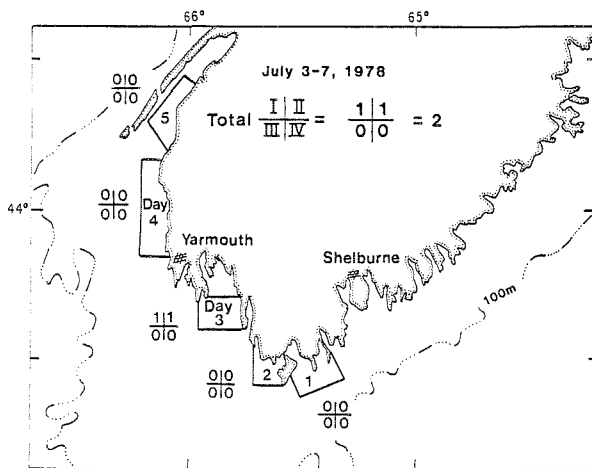 66° 65°
0|0
0|0
July 3-7, 1978
Total I|II = 1|1 = 2
III|IV 0|0
5
44°
0|0
0|0
Day
4
Yarmouth
Shelburne
Day
3
1|1
0|0
100m
2
1
0|0
0|0
0|0
0|0